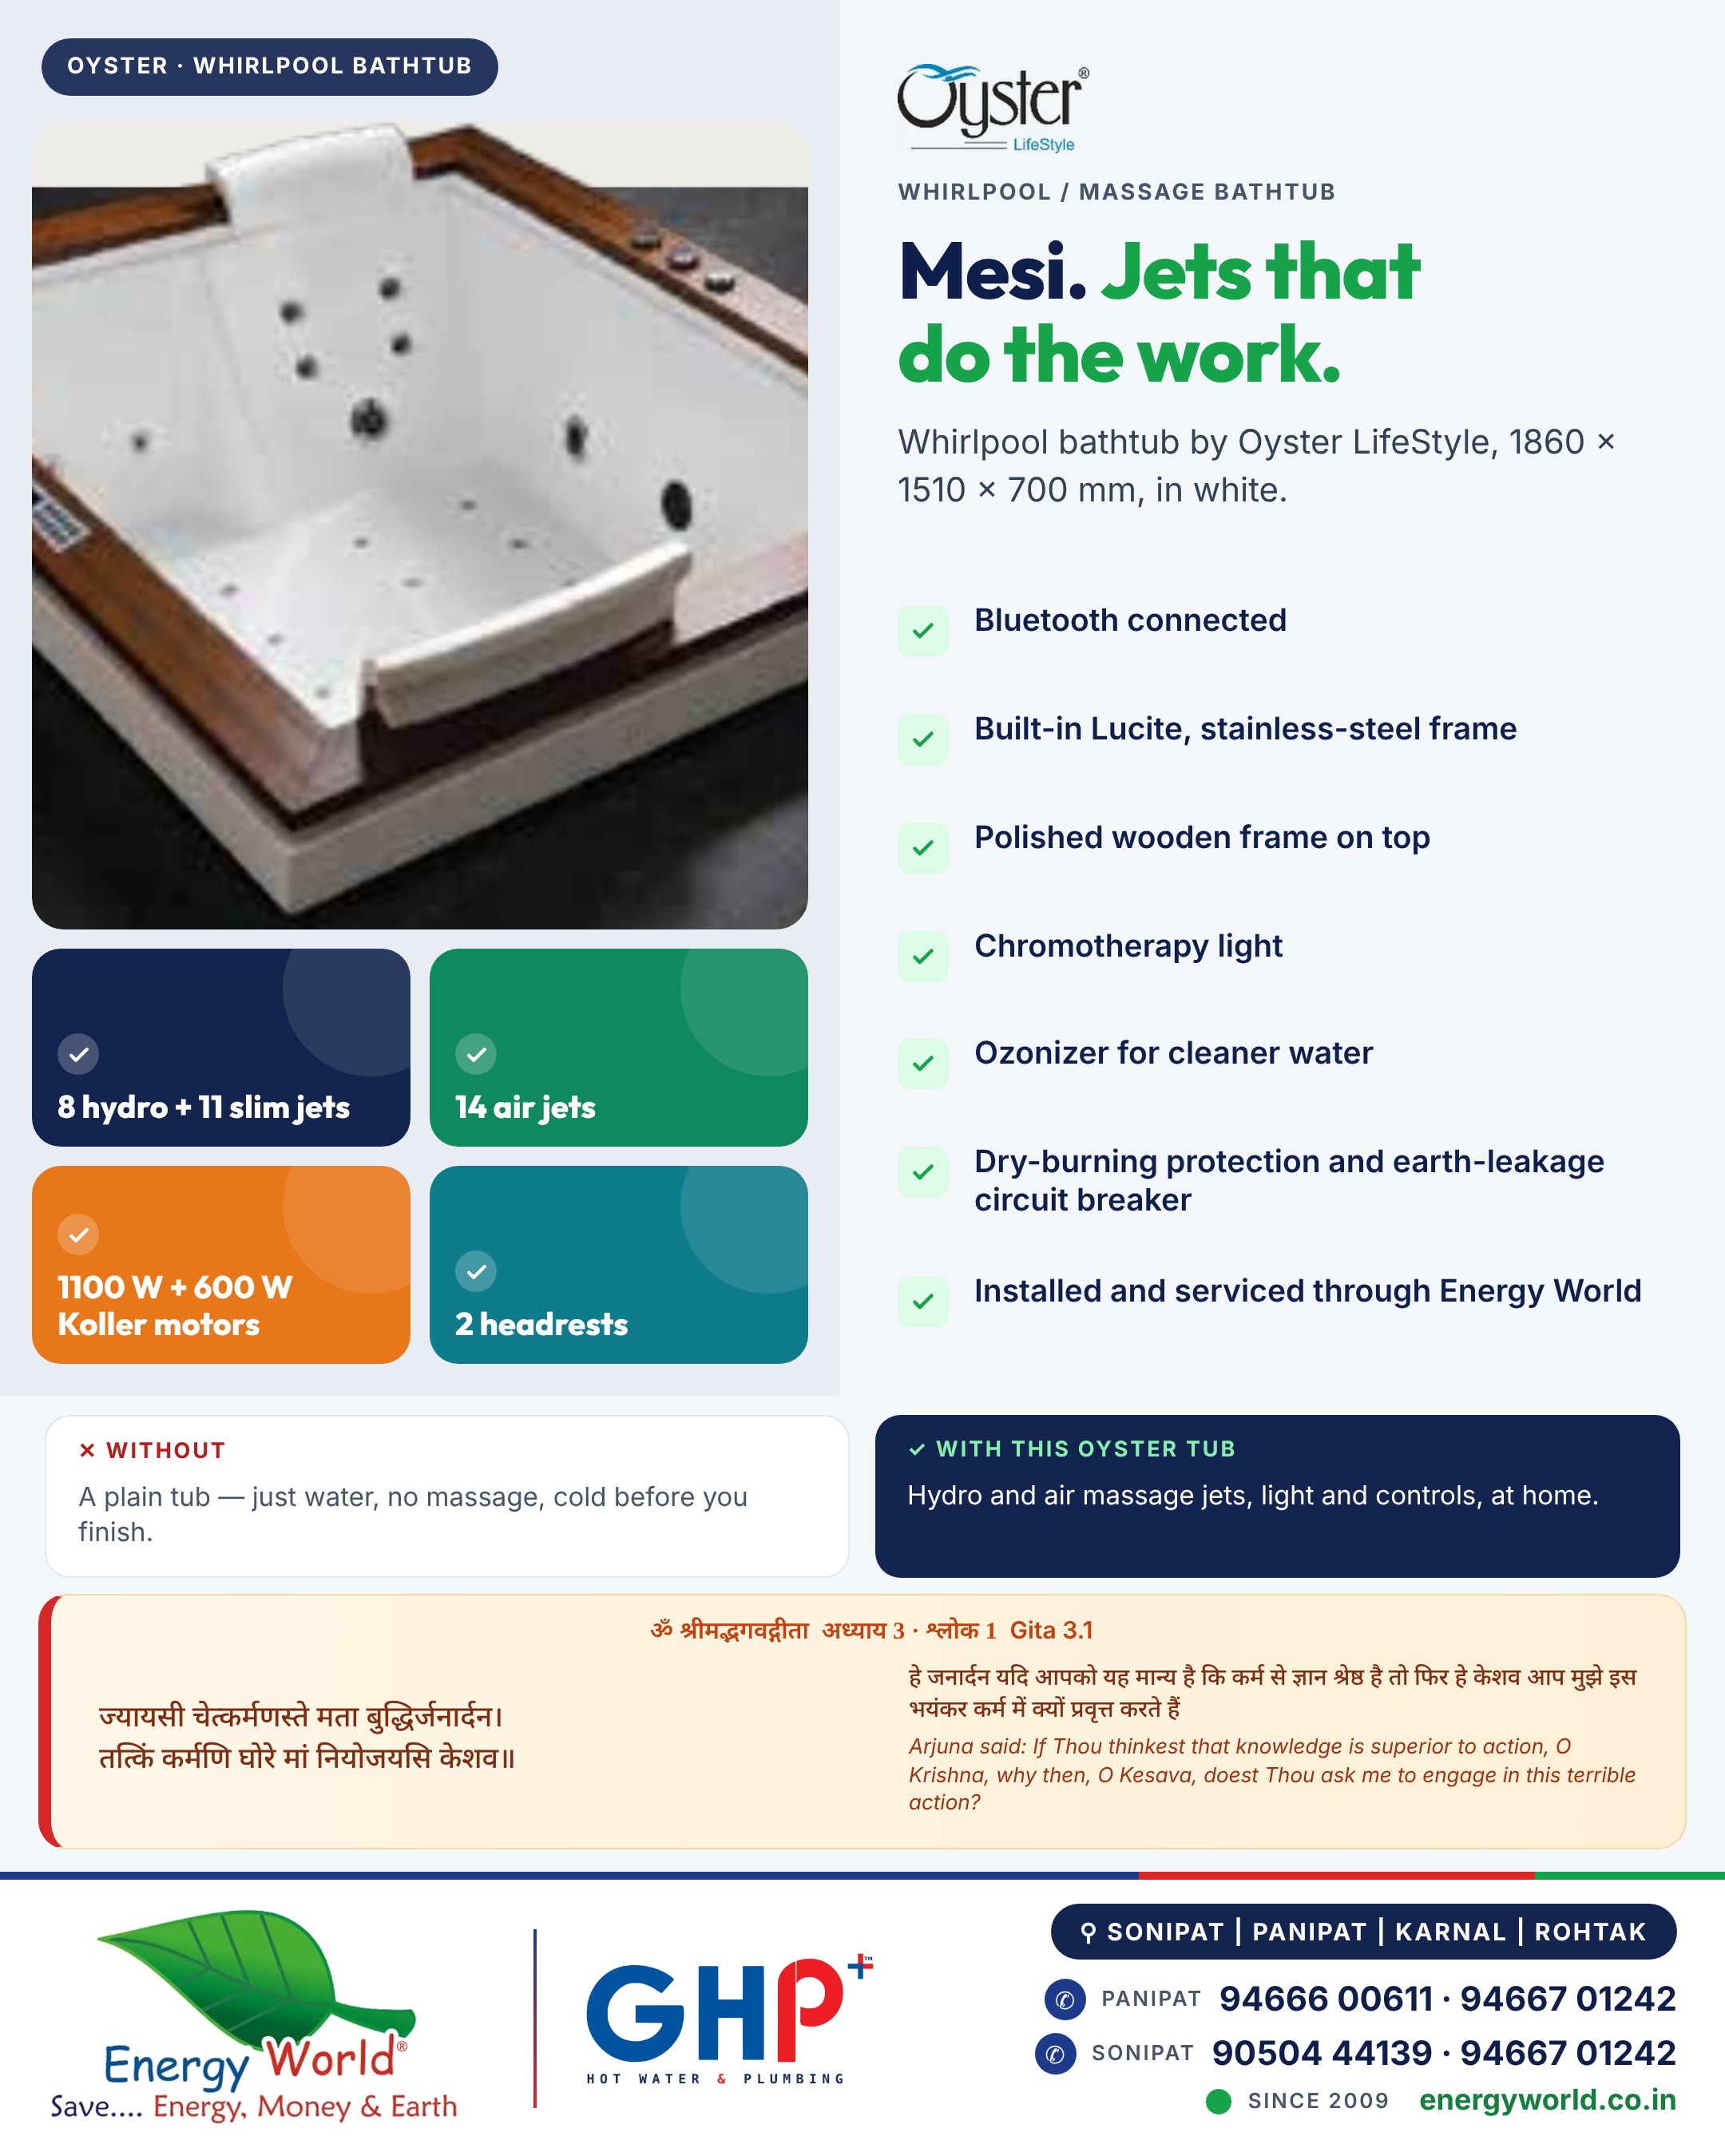 OYSTER · WHIRLPOOL BATHTUB
Oyster®
LifeStyle
WHIRLPOOL / MASSAGE BATHTUB
Mesi. Jets that
do the work.
Whirlpool bathtub by Oyster LifeStyle, 1860 ×
1510 × 700 mm, in white.
Bluetooth connected
Built-in Lucite, stainless-steel frame
Polished wooden frame on top
Chromotherapy light
Ozonizer for cleaner water
Dry-burning protection and earth-leakage
circuit breaker
Installed and serviced through Energy World
8 hydro + 11 slim jets
14 air jets
1100 W + 600 W
Koller motors
2 headrests
✕ WITHOUT
A plain tub — just water, no massage, cold before you
finish.
✓ WITH THIS OYSTER TUB
Hydro and air massage jets, light and controls, at home.
ॐ श्रीमद्भगवद्गीता अध्याय 3 · श्लोक 1 Gita 3.1
ज्यायसी चेत्कर्मणस्ते मता बुद्धिर्जनार्दन।
तत्किं कर्मणि घोरे मां नियोजयसि केशव॥
हे जनार्दन यदि आपको यह मान्य है कि कर्म से ज्ञान श्रेष्ठ है तो फिर हे केशव आप मुझे इस
भयंकर कर्म में क्यों प्रवृत्त करते हैं
Arjuna said: If Thou thinkest that knowledge is superior to action, O
Krishna, why then, O Kesava, doest Thou ask me to engage in this terrible
action?
Energy World®
Save.... Energy, Money & Earth
GHP+™
HOT WATER & PLUMBING
SONIPAT | PANIPAT | KARNAL | ROHTAK
PANIPAT 94666 00611 · 94667 01242
SONIPAT 90504 44139 · 94667 01242
SINCE 2009 energyworld.co.in